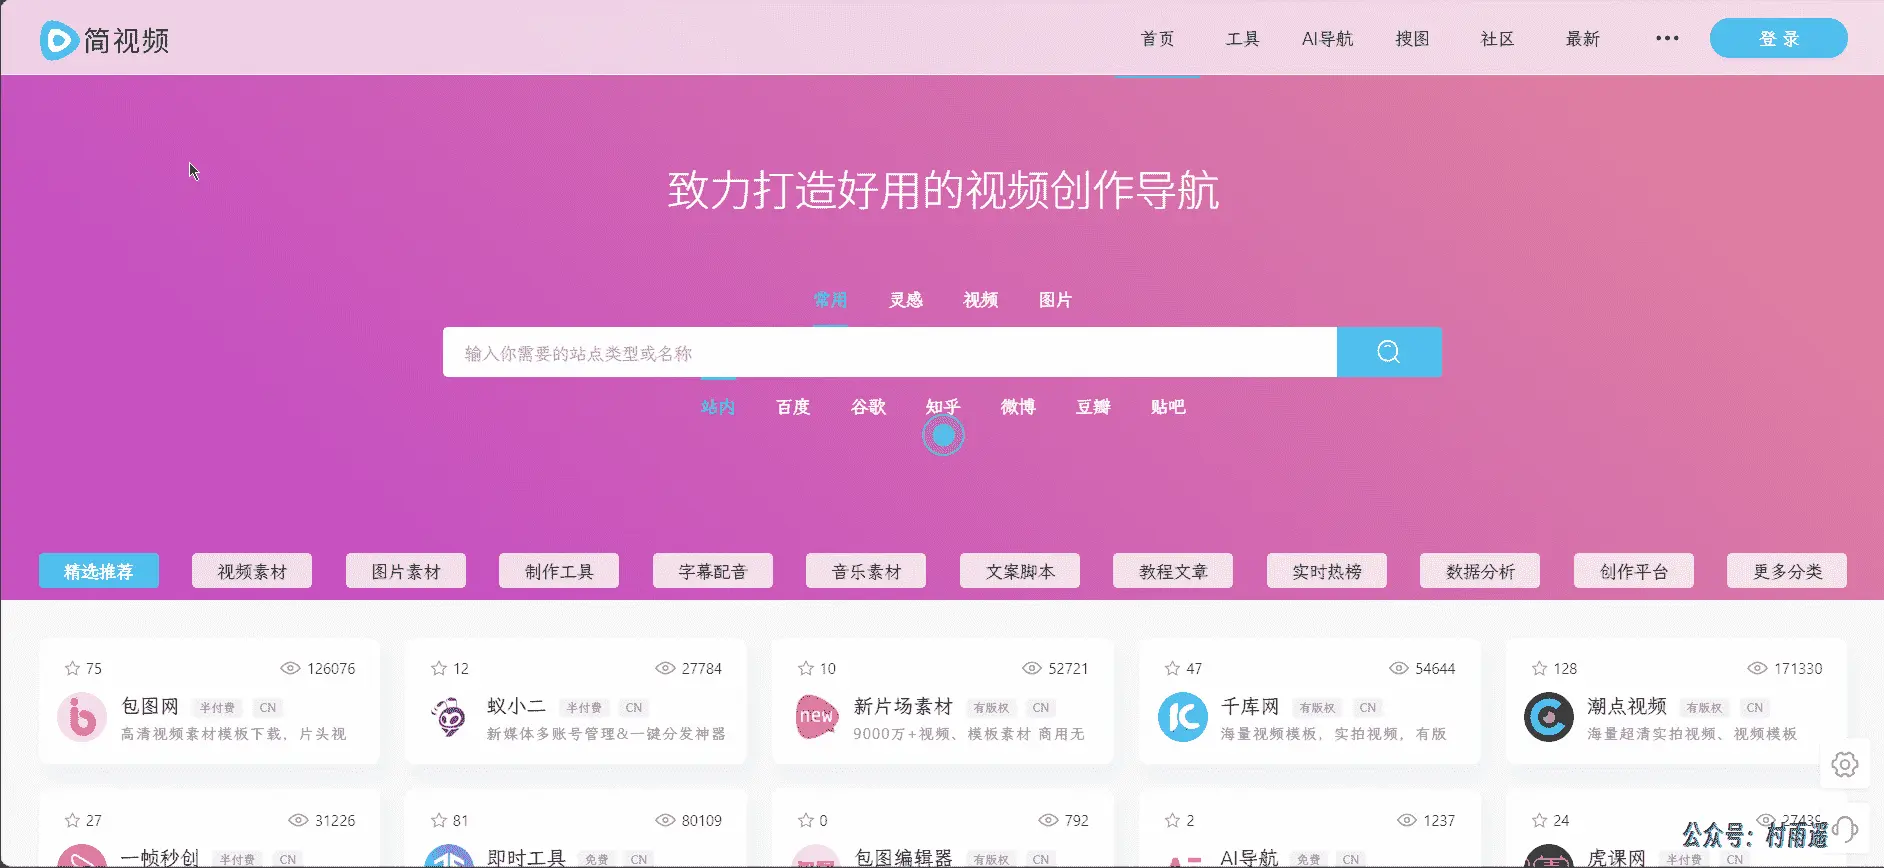 简视频
首页 工具 AI导航 搜图 社区 最新 ••• 登 录
致力打造好用的视频创作导航
常用 灵感 视频 图片
输入你需要的站点类型或名称
站内 百度 谷歌 知乎 微博 豆瓣 贴吧
精选推荐 视频素材 图片素材 制作工具 字幕配音 音乐素材 文案脚本 教程文章 实时热榜 数据分析 创作平台 更多分类
75 126076
包图网 半付费 CN
高清视频素材模板下载，片头视
12 27784
蚁小二 半付费 CN
新媒体多账号管理&一键分发神器
10 52721
new
新片场素材 有版权 CN
9000万+视频、模板素材 商用无
47 54644
千库网 有版权 CN
海量视频模板，实拍视频，有版
128 171330
潮点视频 有版权 CN
海量超清实拍视频、视频模板
27 31226
一帧秒创 半付费 CN
81 80109
即时工具 免费 CN
0 792
包图编辑器 有版权 CN
2 1237
AI导航 免费 CN
24 27439
虎课网 半付费 CN
公众号：村雨遥